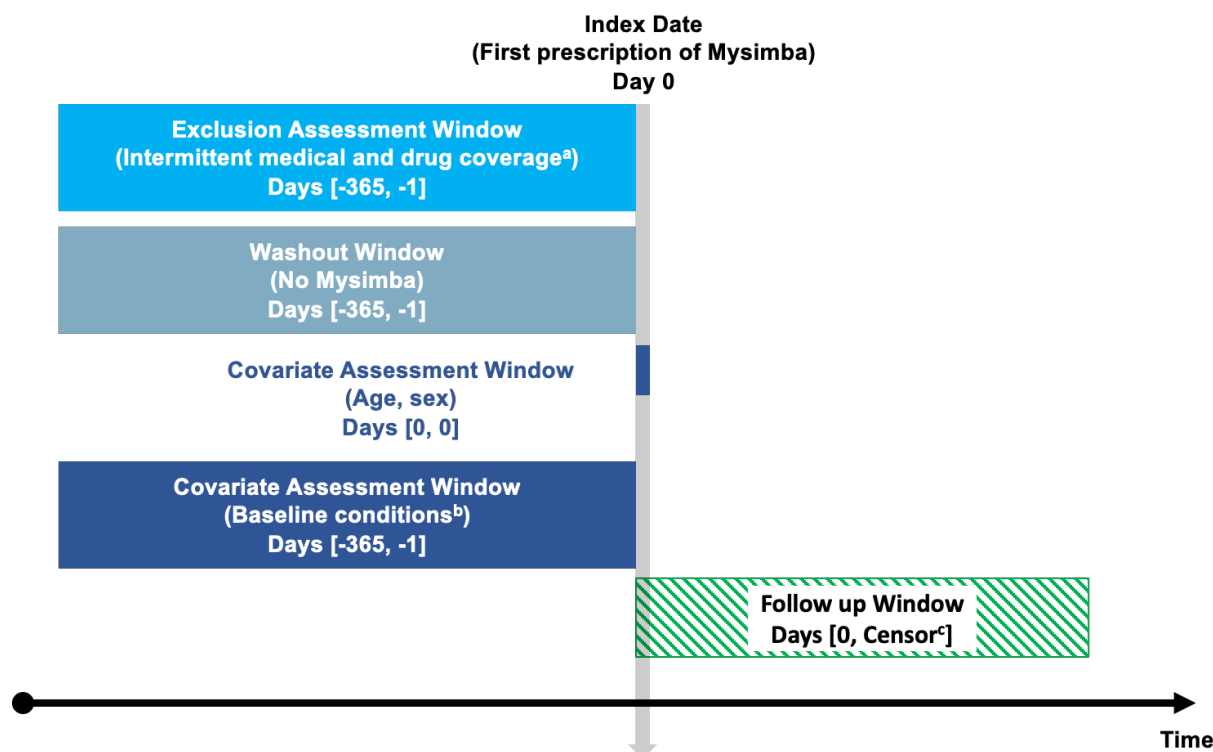 Index Date
(First prescription of Mysimba)
Day 0
Exclusion Assessment Window
(Intermittent medical and drug coverageᵃ)
Days [-365, -1]
Washout Window
(No Mysimba)
Days [-365, -1]
Covariate Assessment Window
(Age, sex)
Days [0, 0]
Covariate Assessment Window
(Baseline conditionsᵇ)
Days [-365, -1]
Follow up Window
Days [0, Censorᶜ]
Time